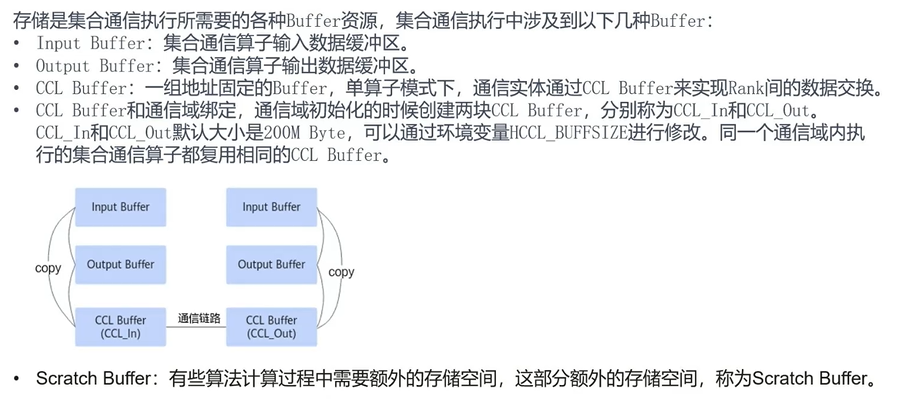 存储是集合通信执行所需要的各种Buffer资源，集合通信执行中涉及到以下几种Buffer：
• Input Buffer：集合通信算子输入数据缓冲区。
• Output Buffer：集合通信算子输出数据缓冲区。
• CCL Buffer：一组地址固定的Buffer，单算子模式下，通信实体通过CCL Buffer来实现Rank间的数据交换。
• CCL Buffer和通信域绑定，通信域初始化的时候创建两块CCL Buffer，分别称为CCL_In和CCL_Out。
CCL_In和CCL_Out默认大小是200M Byte，可以通过环境变量HCCL_BUFFSIZE进行修改。同一个通信域内执
行的集合通信算子都复用相同的CCL Buffer。
Input Buffer
Input Buffer
Output Buffer
Output Buffer
copy
copy
CCL Buffer
(CCL_In)
通信链路
CCL Buffer
(CCL_Out)
• Scratch Buffer：有些算法计算过程中需要额外的存储空间，这部分额外的存储空间，称为Scratch Buffer。